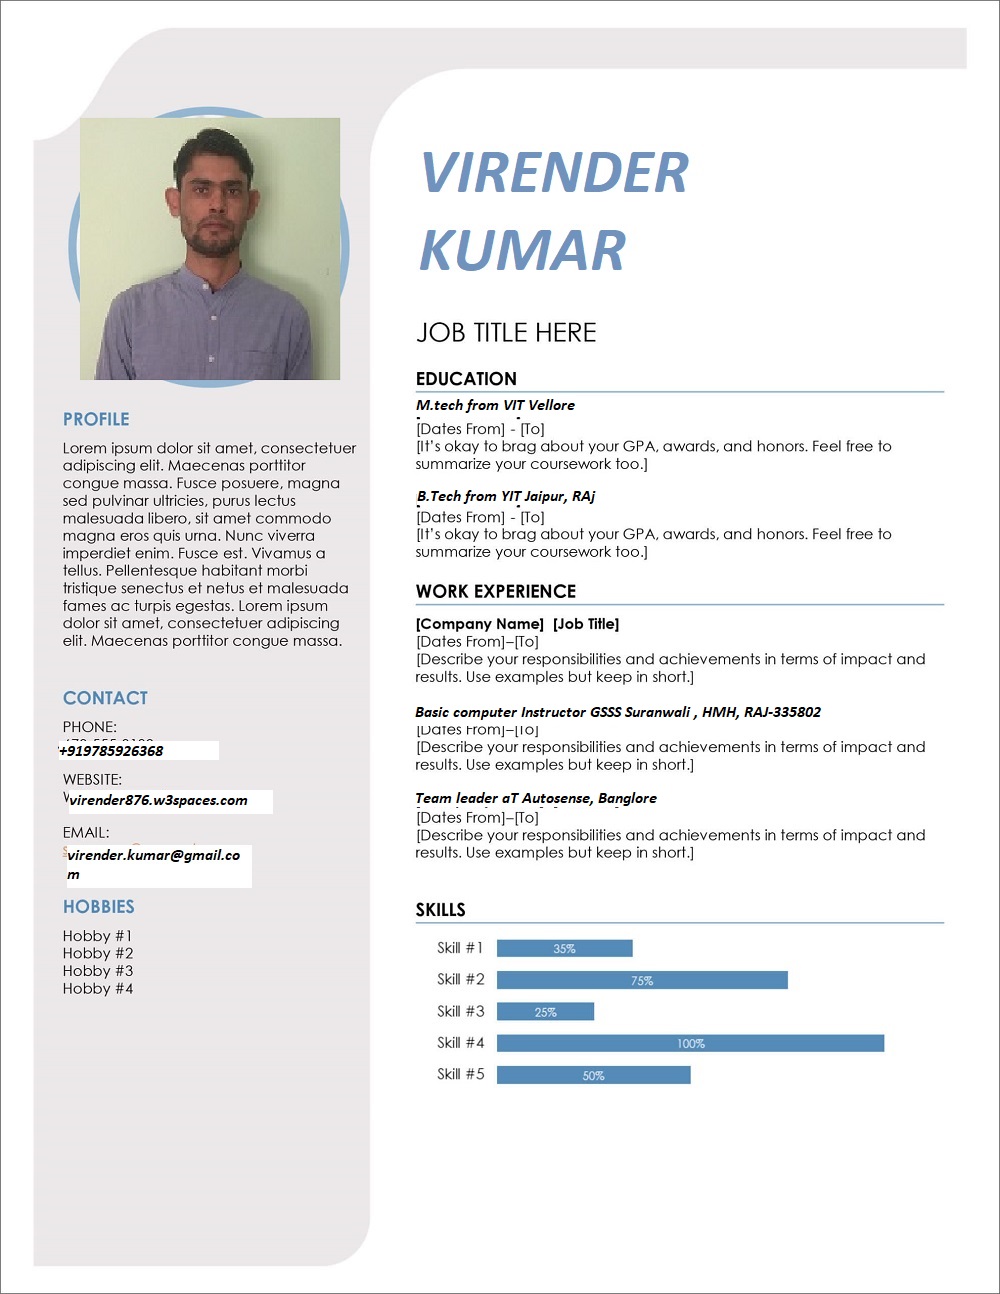 VIRENDER
KUMAR
JOB TITLE HERE
PROFILE
Lorem ipsum dolor sit amet, consectetuer
adipiscing elit. Maecenas porttitor
congue massa. Fusce posuere, magna
sed pulvinar ultricies, purus lectus
malesuada libero, sit amet commodo
magna eros quis urna. Nunc viverra
imperdiet enim. Fusce est. Vivamus a
tellus. Pellentesque habitant morbi
tristique senectus et netus et malesuada
fames ac turpis egestas. Lorem ipsum
dolor sit amet, consectetuer adipiscing
elit. Maecenas porttitor congue massa.
CONTACT
PHONE:
+919785926368
WEBSITE:
virender876.w3spaces.com
EMAIL:
virender.kumar@gmail.co
m
HOBBIES
Hobby #1
Hobby #2
Hobby #3
Hobby #4
EDUCATION
M.tech from VIT Vellore
[Dates From] - [To]
[It’s okay to brag about your GPA, awards, and honors. Feel free to
summarize your coursework too.]
B.Tech from YIT Jaipur, RAj
[Dates From] - [To]
[It’s okay to brag about your GPA, awards, and honors. Feel free to
summarize your coursework too.]
WORK EXPERIENCE
[Company Name]  [Job Title]
[Dates From]–[To]
[Describe your responsibilities and achievements in terms of impact and
results. Use examples but keep in short.]
Basic computer Instructor GSSS Suranwali , HMH, RAJ-335802
[Dates From]–[To]
[Describe your responsibilities and achievements in terms of impact and
results. Use examples but keep in short.]
Team leader aT Autosense, Banglore
[Dates From]–[To]
[Describe your responsibilities and achievements in terms of impact and
results. Use examples but keep in short.]
SKILLS
Skill #1 35%
Skill #2 75%
Skill #3 25%
Skill #4 100%
Skill #5 50%